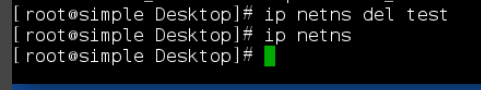 [root@simple Desktop]# ip netns del test
[root@simple Desktop]# ip netns
[root@simple Desktop]#